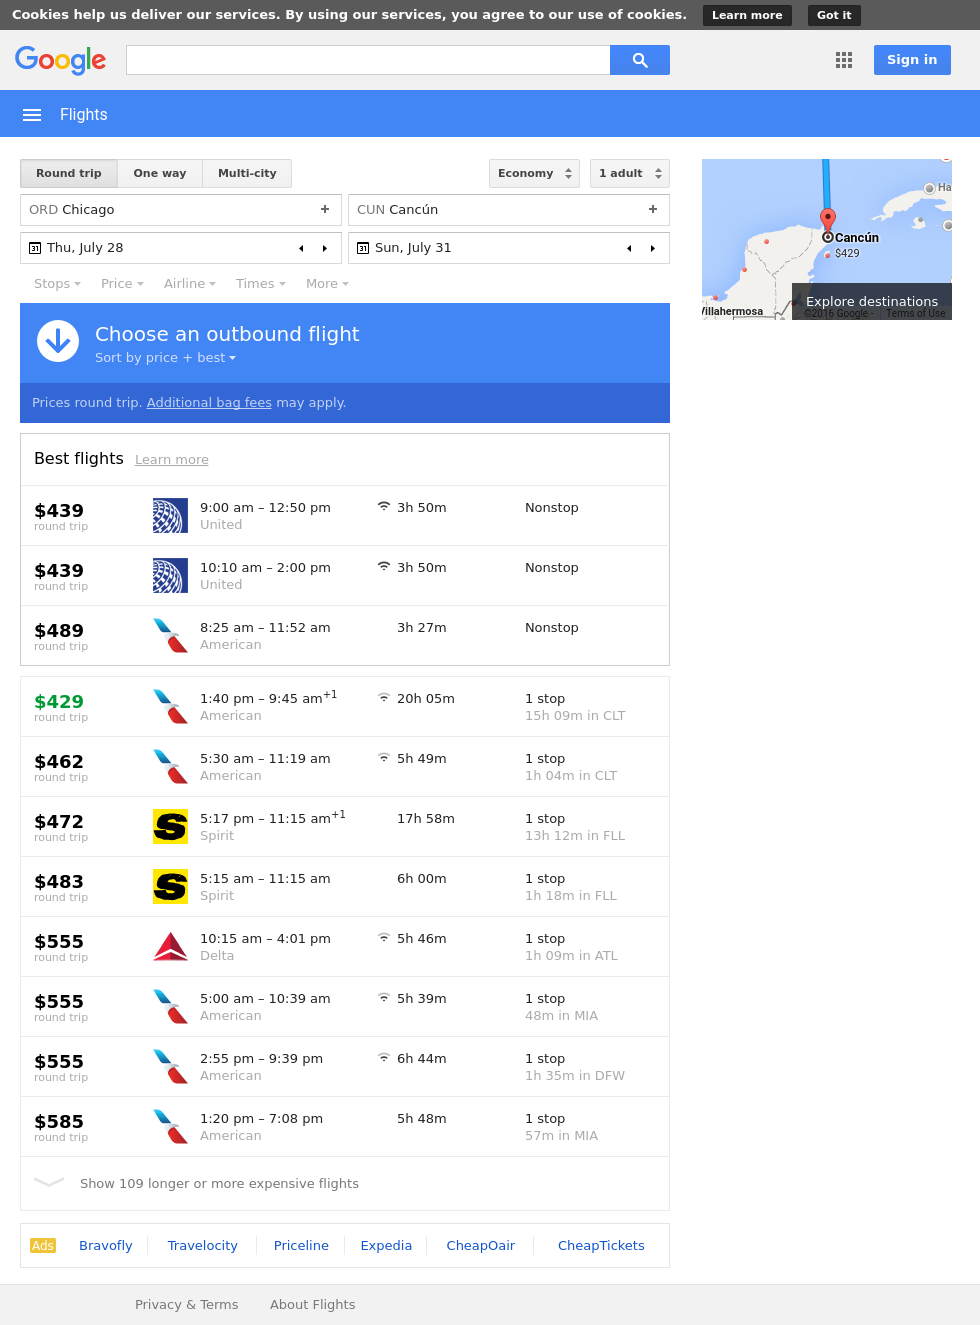 Cookies help us deliver our services. By using our services, you agree to our use of cookies. Learn more Got it
Google Sign in
Flights
Round trip One way Multi-city Economy 1 adult
ORD Chicago + CUN Cancún +
31 Thu, July 28 31 Sun, July 31
Stops Price Airline Times More
Choose an outbound flight
Sort by price + best
Prices round trip. Additional bag fees may apply.
Ha
Cancún
$429
Villahermosa
Explore destinations
©2016 Google - Terms of Use
Best flights Learn more
$439 9:00 am – 12:50 pm 3h 50m Nonstop
round trip United
$439 10:10 am – 2:00 pm 3h 50m Nonstop
round trip United
$489 8:25 am – 11:52 am 3h 27m Nonstop
round trip American
$429 1:40 pm – 9:45 am+1 20h 05m 1 stop
round trip American 15h 09m in CLT
$462 5:30 am – 11:19 am 5h 49m 1 stop
round trip American 1h 04m in CLT
$472 5:17 pm – 11:15 am+1 17h 58m 1 stop
round trip Spirit 13h 12m in FLL
$483 5:15 am – 11:15 am 6h 00m 1 stop
round trip Spirit 1h 18m in FLL
$555 10:15 am – 4:01 pm 5h 46m 1 stop
round trip Delta 1h 09m in ATL
$555 5:00 am – 10:39 am 5h 39m 1 stop
round trip American 48m in MIA
$555 2:55 pm – 9:39 pm 6h 44m 1 stop
round trip American 1h 35m in DFW
$585 1:20 pm – 7:08 pm 5h 48m 1 stop
round trip American 57m in MIA
Show 109 longer or more expensive flights
Ads Bravofly Travelocity Priceline Expedia CheapOair CheapTickets
Privacy & Terms About Flights